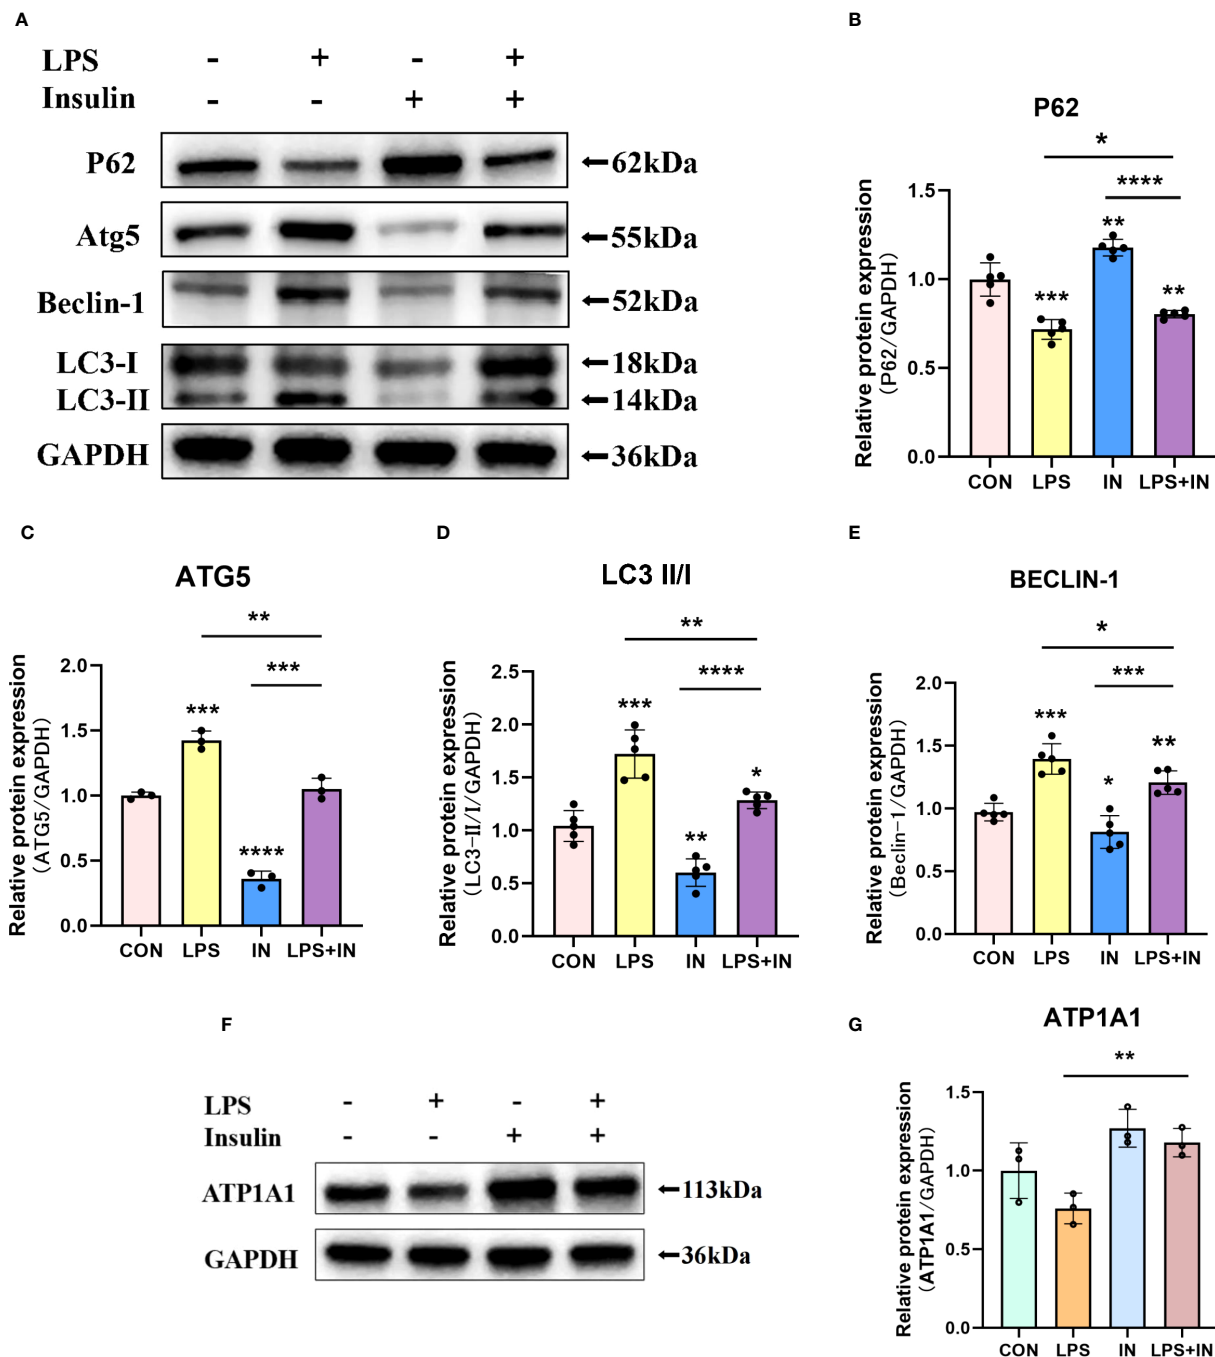 A
LPS - + - +
Insulin - - + +
P62 ←62kDa
Atg5 ←55kDa
Beclin-1 ←52kDa
LC3-I ←18kDa
LC3-II ←14kDa
GAPDH ←36kDa
B
P62
*
****
**
***
**
Relative protein expression
(P62/GAPDH)
1.5
1.0
0.5
0.0
CON LPS IN LPS+IN
C
ATG5
**
***
***
****
Relative protein expression
(ATG5/GAPDH)
2.0
1.5
1.0
0.5
0.0
CON LPS IN LPS+IN
D
LC3 II/I
**
****
***
*
**
Relative protein expression
(LC3-II/I/GAPDH)
2.5
2.0
1.5
1.0
0.5
0.0
CON LPS IN LPS+IN
E
BECLIN-1
*
***
***
**
*
Relative protein expression
(Beclin-1/GAPDH)
2.0
1.5
1.0
0.5
0.0
CON LPS IN LPS+IN
F
LPS - + - +
Insulin - - + +
ATP1A1 ←113kDa
GAPDH ←36kDa
G
ATP1A1
**
Relative protein expression
(ATP1A1/GAPDH)
1.5
1.0
0.5
0.0
CON LPS IN LPS+IN